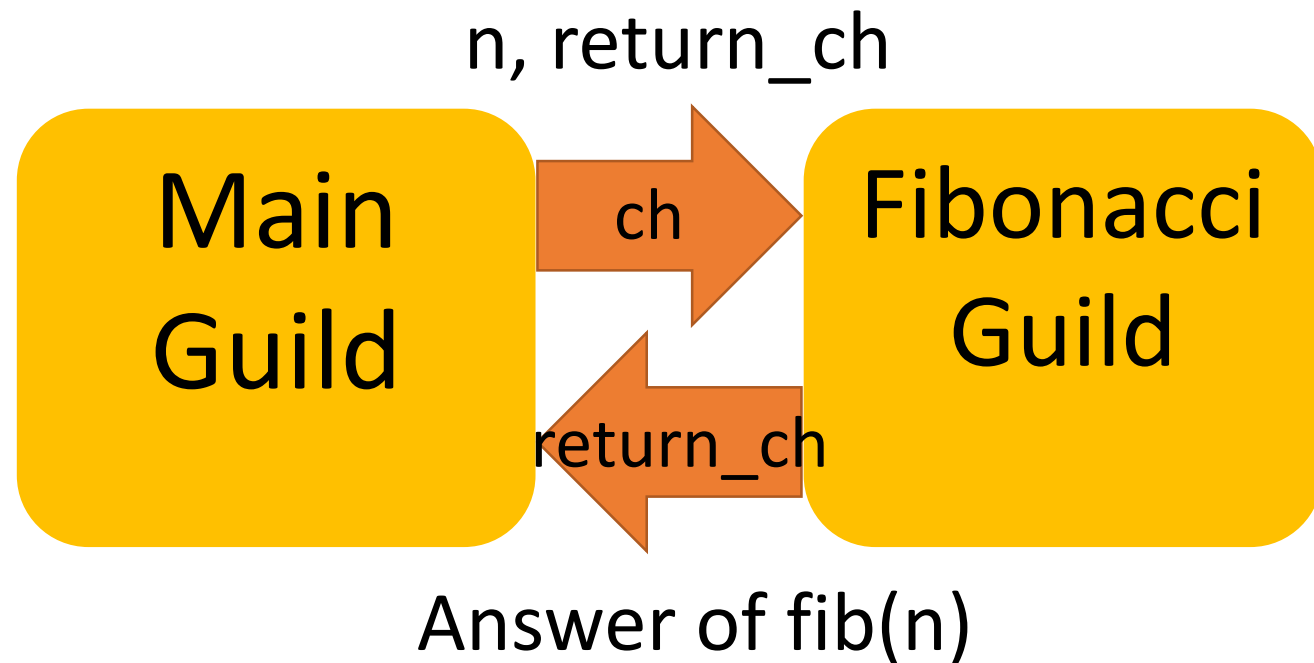 n, return_ch
Main
Guild
ch
Fibonacci
Guild
return_ch
Answer of fib(n)